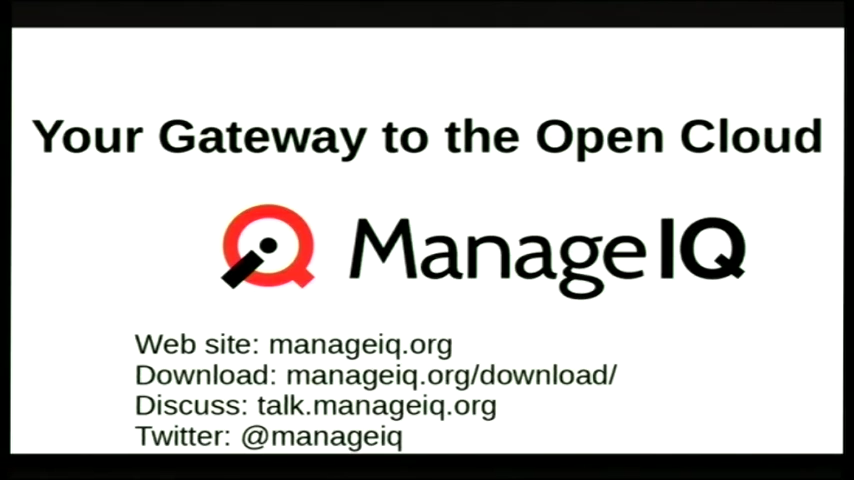 Your Gateway to the Open Cloud
ManageIQ
Web site: manageiq.org
Download: manageiq.org/download/
Discuss: talk.manageiq.org
Twitter: @manageiq